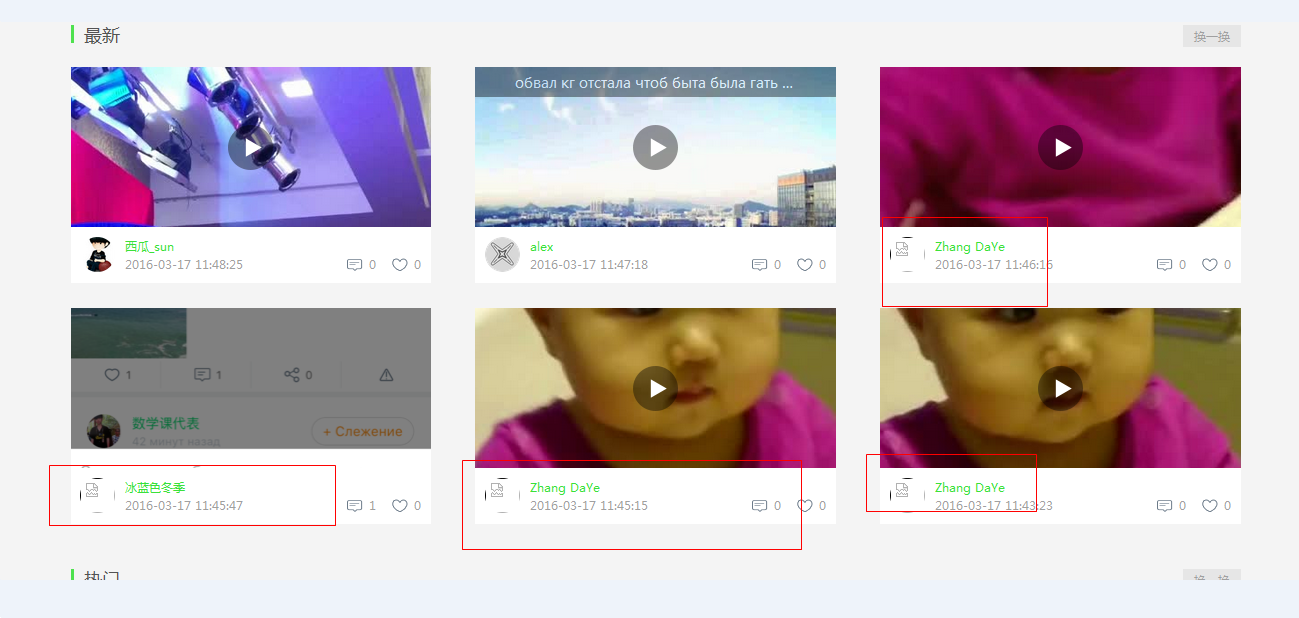 最新
换一换
обвал кг отстала чтоб быта была гать ...
西瓜_sun
2016-03-17 11:48:25
0
0
alex
2016-03-17 11:47:18
0
0
Zhang DaYe
2016-03-17 11:46:16
0
0
1
1
0
数学课代表
42 минут назад
+ Слежение
冰蓝色冬季
2016-03-17 11:45:47
1
0
Zhang DaYe
2016-03-17 11:45:15
0
0
Zhang DaYe
2016-03-17 11:43:23
0
0
热门
换一换